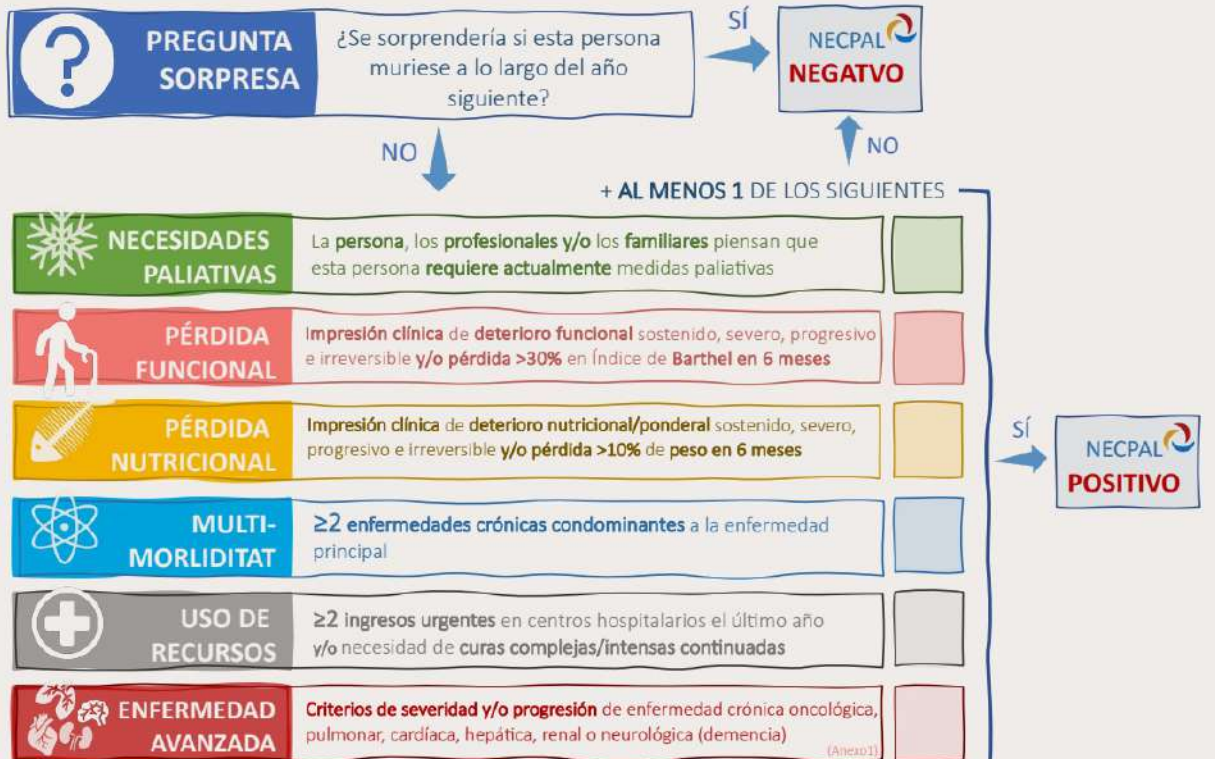 ?
PREGUNTA
SORPRESA
¿Se sorprendería si esta persona
muriese a lo largo del año
siguiente?
SÍ
NECPAL
NEGATVO
NO
NO
+ AL MENOS 1 DE LOS SIGUIENTES
NECESIDADES
PALIATIVAS
La persona, los profesionales y/o los familiares piensan que
esta persona requiere actualmente medidas paliativas
PÉRDIDA
FUNCIONAL
Impresión clínica de deterioro funcional sostenido, severo, progresivo
e irreversible y/o pérdida >30% en Índice de Barthel en 6 meses
PÉRDIDA
NUTRICIONAL
Impresión clínica de deterioro nutricional/ponderal sostenido, severo,
progresivo e irreversible y/o pérdida >10% de peso en 6 meses
SÍ
NECPAL
POSITIVO
MULTI-
MORLIDITAT
≥2 enfermedades crónicas condominantes a la enfermedad
principal
USO DE
RECURSOS
≥2 ingresos urgentes en centros hospitalarios el último año
y/o necesidad de curas complejas/intensas continuadas
ENFERMEDAD
AVANZADA
Criterios de severidad y/o progresión de enfermedad crónica oncológica,
pulmonar, cardíaca, hepática, renal o neurológica (demencia)
(Anexo1)